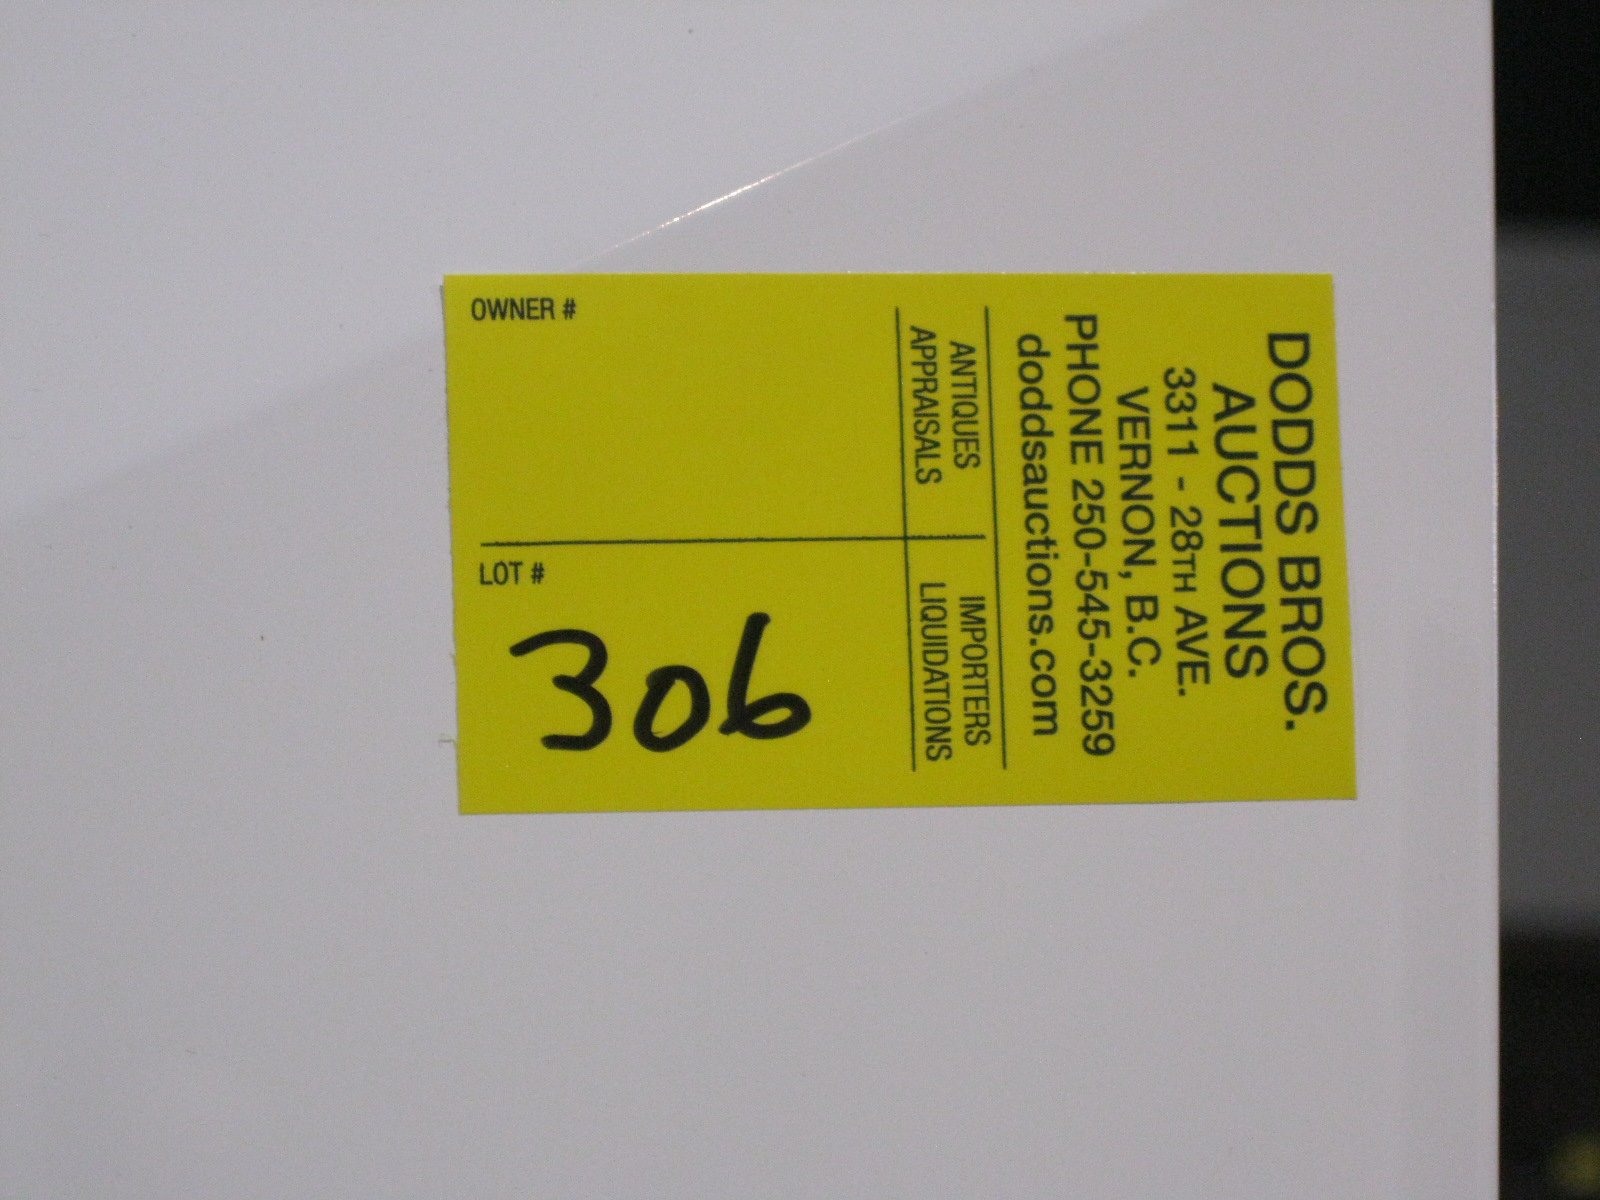 DODDS BROS.
AUCTIONS
3311 - 28TH AVE.
VERNON, B.C.
PHONE 250-545-3259
doddsauctions.com
ANTIQUES IMPORTERS
APPRAISALS LIQUIDATIONS
OWNER #
LOT #
306